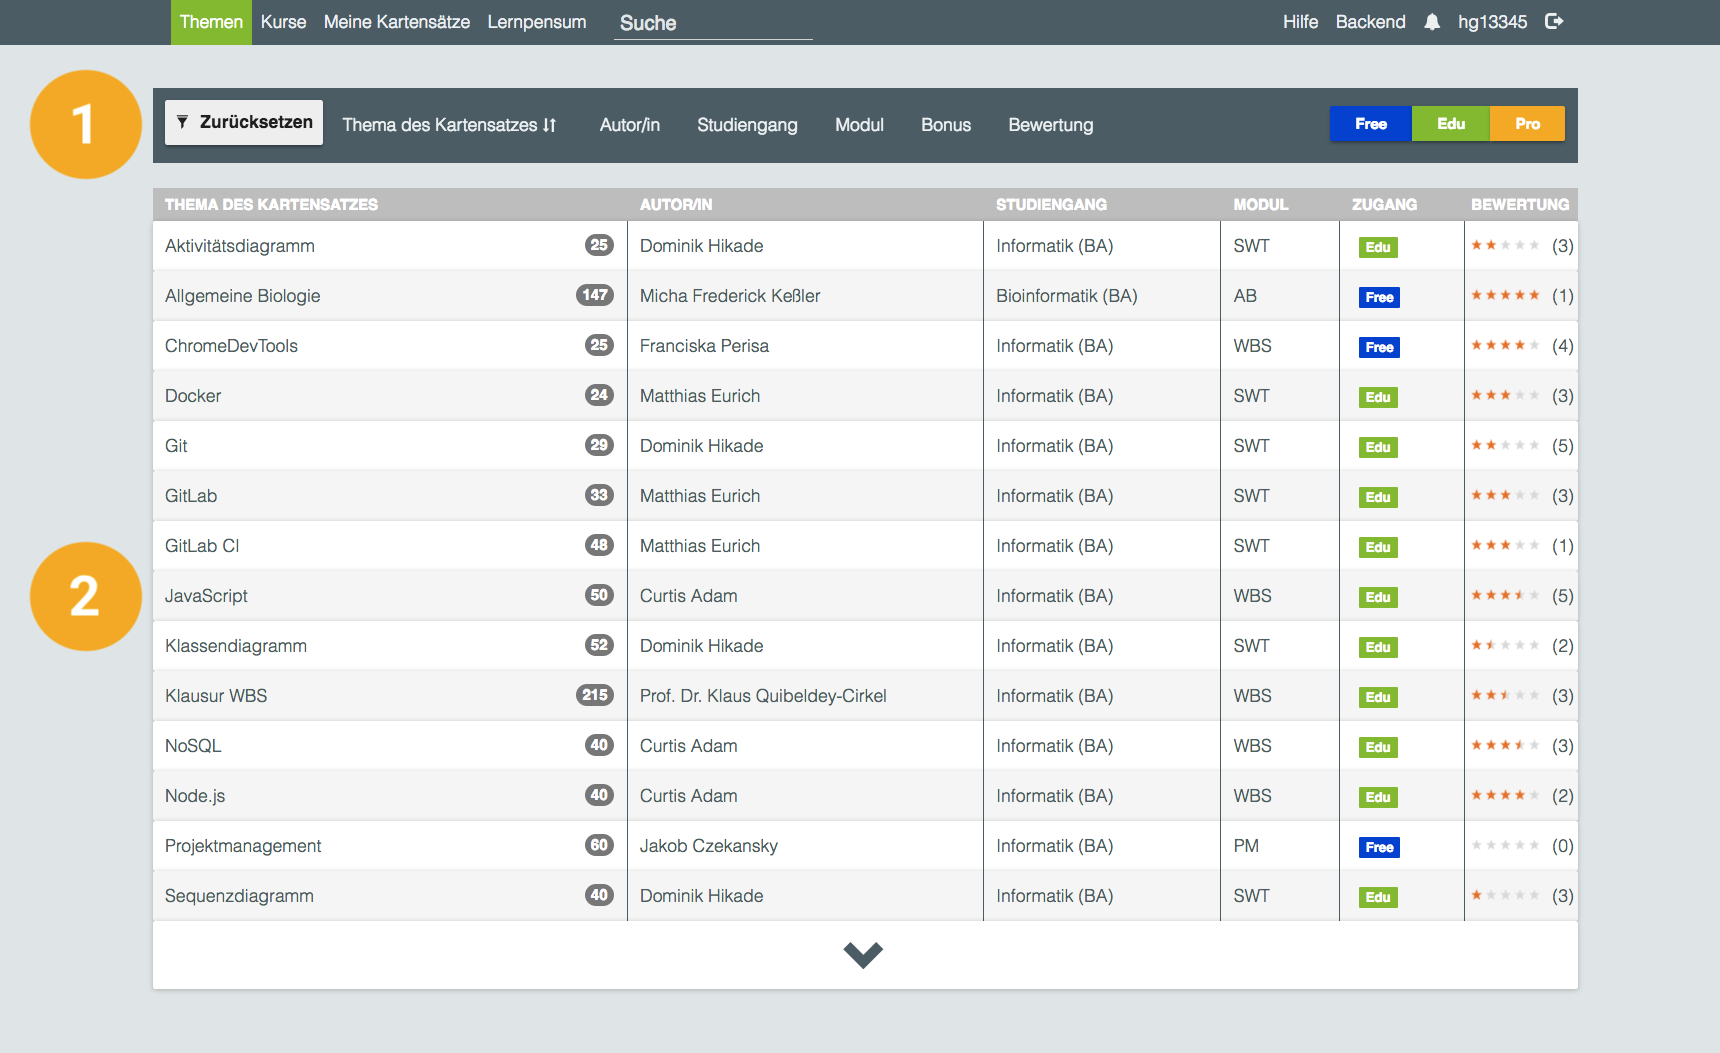 Themen Kurse Meine Kartensätze Lernpensum Suche Hilfe Backend hg13345
1
Zurücksetzen Thema des Kartensatzes Autor/in Studiengang Modul Bonus Bewertung Free Edu Pro
THEMA DES KARTENSATZES AUTOR/IN STUDIENGANG MODUL ZUGANG BEWERTUNG
Aktivitätsdiagramm 25 Dominik Hikade Informatik (BA) SWT Edu (3)
Allgemeine Biologie 147 Micha Frederick Keßler Bioinformatik (BA) AB Free (1)
ChromeDevTools 25 Franciska Perisa Informatik (BA) WBS Free (4)
Docker 24 Matthias Eurich Informatik (BA) SWT Edu (3)
Git 29 Dominik Hikade Informatik (BA) SWT Edu (5)
GitLab 33 Matthias Eurich Informatik (BA) SWT Edu (3)
GitLab CI 48 Matthias Eurich Informatik (BA) SWT Edu (1)
2
JavaScript 50 Curtis Adam Informatik (BA) WBS Edu (5)
Klassendiagramm 52 Dominik Hikade Informatik (BA) SWT Edu (2)
Klausur WBS 215 Prof. Dr. Klaus Quibeldey-Cirkel Informatik (BA) WBS Edu (3)
NoSQL 40 Curtis Adam Informatik (BA) WBS Edu (3)
Node.js 40 Curtis Adam Informatik (BA) WBS Edu (2)
Projektmanagement 60 Jakob Czekansky Informatik (BA) PM Free (0)
Sequenzdiagramm 40 Dominik Hikade Informatik (BA) SWT Edu (3)